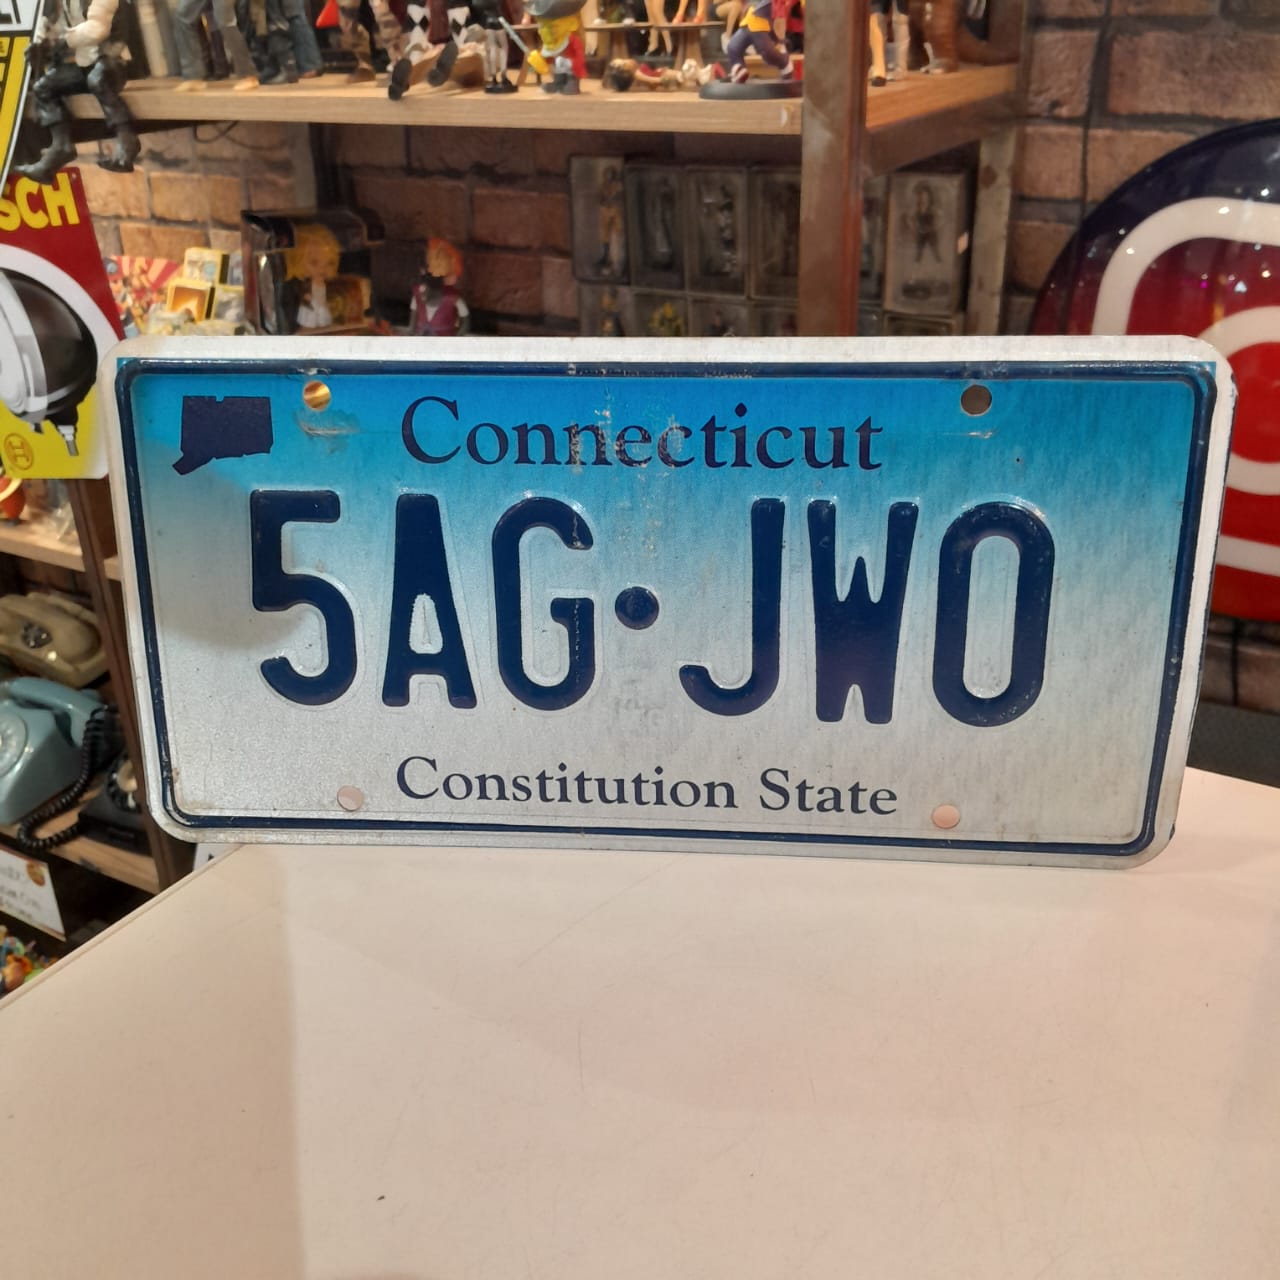 SCH
Connecticut
5AG·JWO
Constitution State